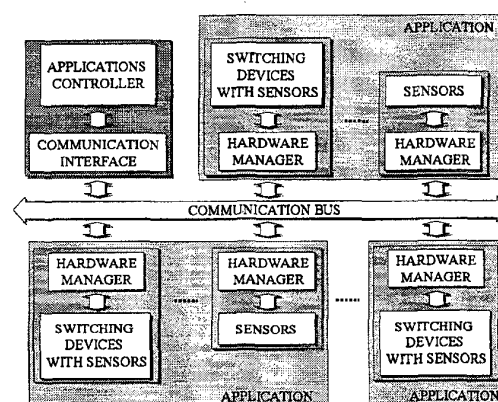 APPLICATION
APPLICATIONS
CONTROLLER
COMMUNICATION
INTERFACE
SWITCHING
DEVICES
WITH SENSORS
HARDWARE
MANAGER
SENSORS
HARDWARE
MANAGER
COMMUNICATION BUS
HARDWARE
MANAGER
SWITCHING
DEVICES
WITH SENSORS
HARDWARE
MANAGER
SENSORS
APPLICATION
HARDWARE
MANAGER
SWITCHING
DEVICES
WITH SENSORS
APPLICATION